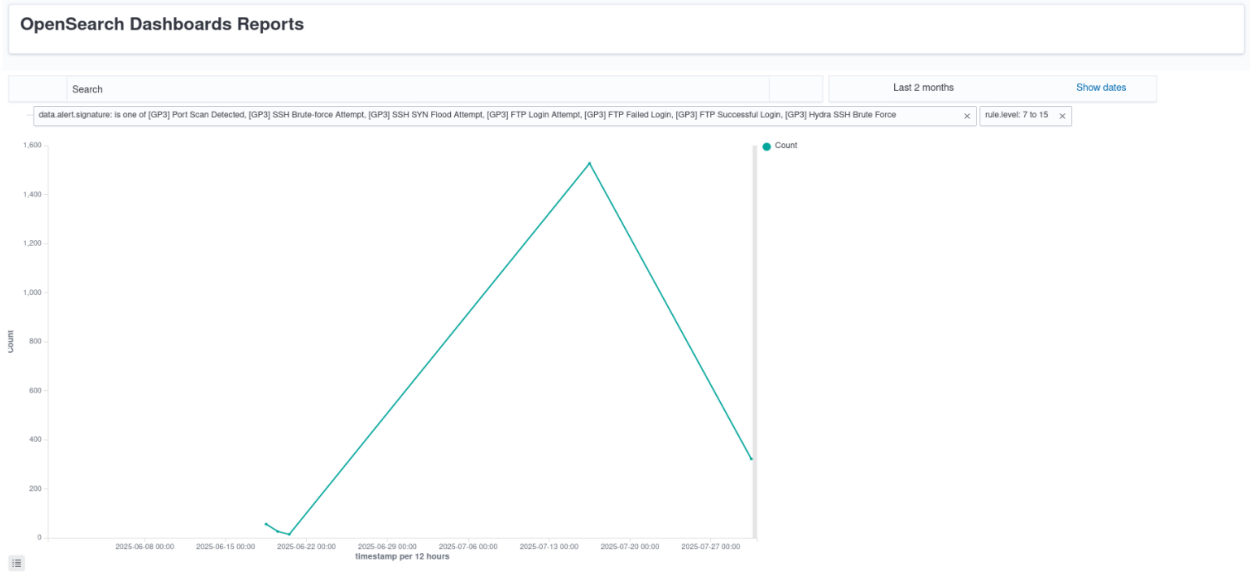 OpenSearch Dashboards Reports
Search
Last 2 months
Show dates
data.alert.signature: is one of [GP3] Port Scan Detected, [GP3] SSH Brute-force Attempt, [GP3] SSH SYN Flood Attempt, [GP3] FTP Login Attempt, [GP3] FTP Failed Login, [GP3] FTP Successful Login, [GP3] Hydra SSH Brute Force ×
rule.level: 7 to 15 ×
1,600
1,400
1,200
1,000
800
600
400
200
0
Count
Count
2025-06-08 00:00
2025-06-15 00:00
2025-06-22 00:00
2025-06-29 00:00
2025-07-06 00:00
2025-07-13 00:00
2025-07-20 00:00
2025-07-27 00:00
timestamp per 12 hours